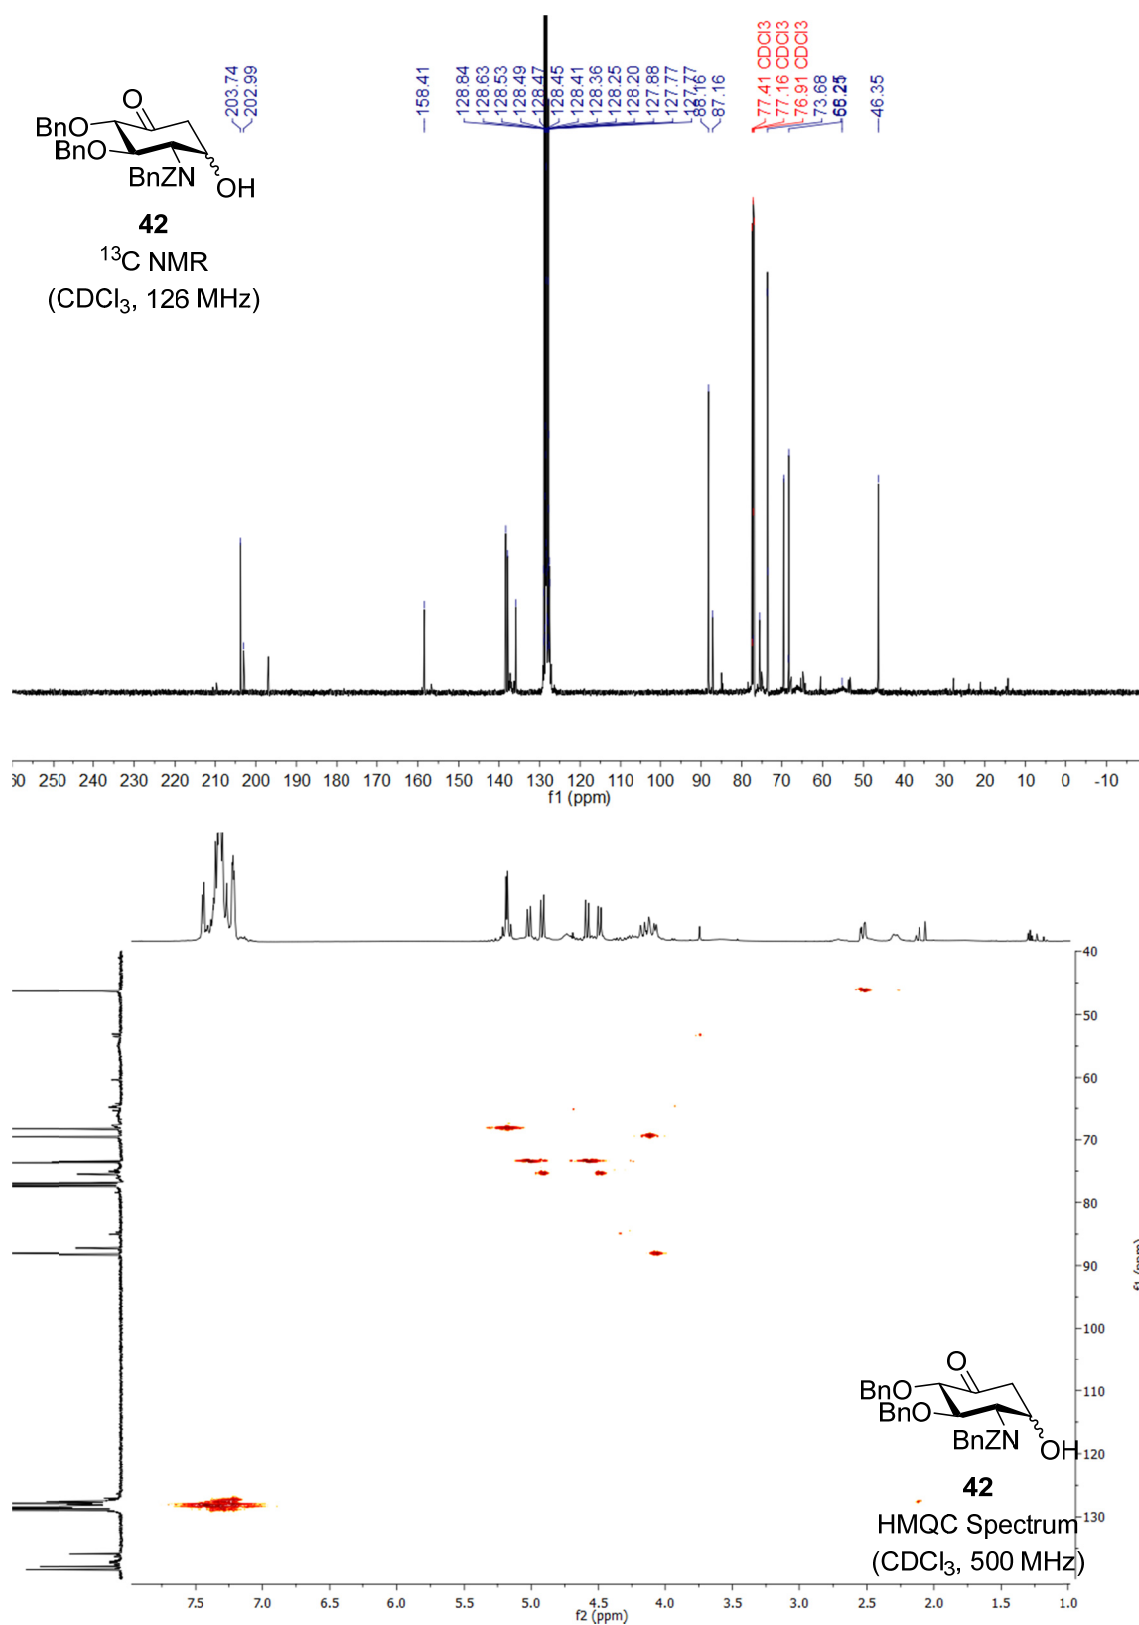 203.74
202.99
158.41
128.84
128.63
128.53
128.49
128.47
128.45
128.41
128.36
128.25
128.20
127.88
127.77
127.77
88.16
87.16
77.41 CDCl3
77.16 CDCl3
76.91 CDCl3
73.68
46.35
O
BnO
BnO
BnZN
OH
42
13C NMR
(CDCl3, 126 MHz)
250 240 230 220 210 200 190 180 170 160 150 140 130 120 110 100 90 80 70 60 50 40 30 20 10 0 -10
f1 (ppm)
40
50
60
70
80
90
100
110
120
130
f1 (ppm)
O
BnO
BnO
BnZN
OH
42
HMQC Spectrum
(CDCl3, 500 MHz)
7.5 7.0 6.5 6.0 5.5 5.0 4.5 4.0 3.5 3.0 2.5 2.0 1.5 1.0
f2 (ppm)